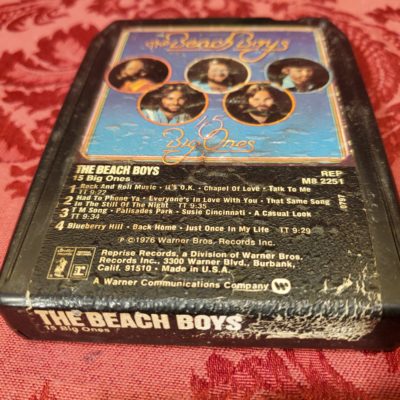 the Beach Boys
15
Big Ones
THE BEACH BOYS
15 Big Ones
REP
M8 2251
1 Rock And Roll Music · It's O.K. · Chapel Of Love · Talk To Me
TT 9:22
2 Had To Phone Ya · Everyone's In Love With You · That Same Song
In The Still Of The Night TT 9:35
3 T M Song · Palisades Park · Susie Cincinnati · A Casual Look
TT 9:34
4 Blueberry Hill · Back Home · Just Once In My Life TT 9:29
℗ ©1976 Warner Bros. Records Inc.
Reprise Records, a Division of Warner Bros.
Records Inc., 3300 Warner Blvd., Burbank,
Calif. 91510 · Made in U.S.A.
A Warner Communications Company
THE BEACH BOYS
15 Big Ones